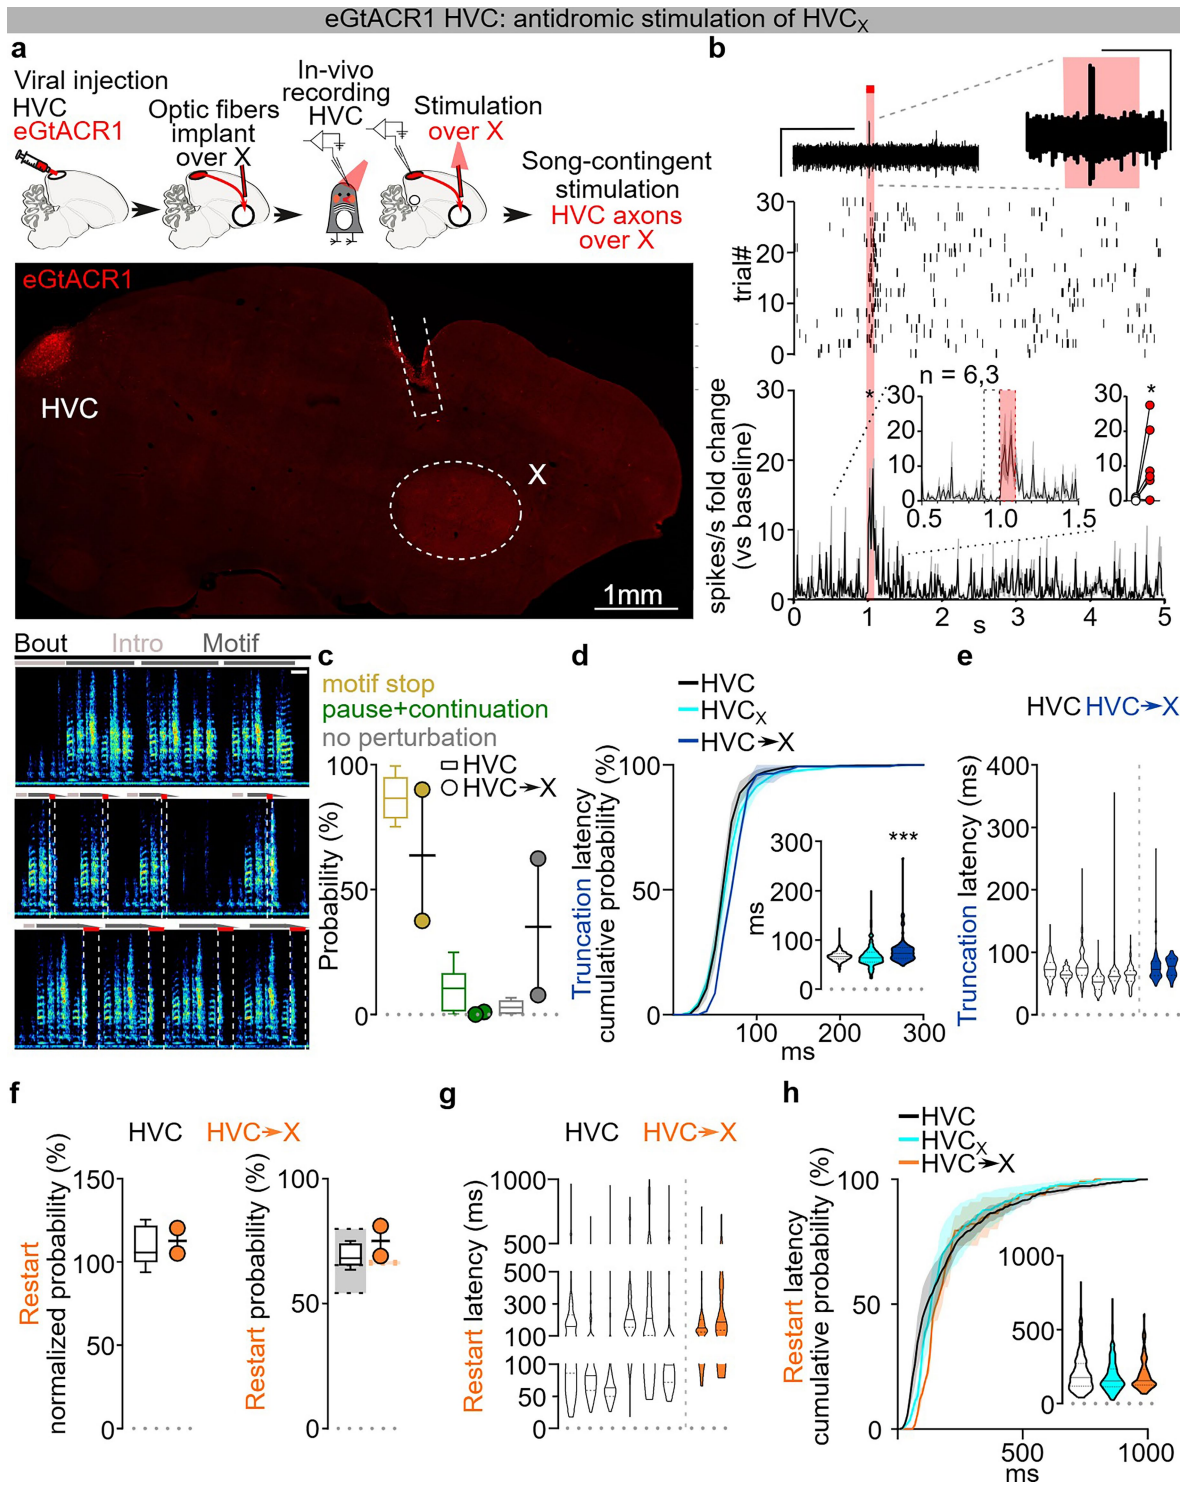 eGtACR1 HVC: antidromic stimulation of HVCX
a
Viral injection
HVC
eGtACR1
Optic fibers
implant
over X
In-vivo
recording
HVC
Stimulation
over X
Song-contingent
stimulation
HVC axons
over X
eGtACR1
HVC
X
1mm
b
30
20
10
0
trial#
n = 6,3
*
30
20
10
0
spikes/s fold change
(vs baseline)
0
1
2
3
4
5
s
30
20
10
0
0.5
1.0
1.5
30
20
10
0
*
Bout
Intro
Motif
c
motif stop
pause+continuation
no perturbation
HVC
HVC→X
100
50
0
Probability (%)
d
HVC
HVCX
HVC→X
100
50
0
Truncation latency
cumulative probability (%)
100
200
300
ms
300
200
100
0
ms
***
e
HVC HVC→X
400
300
200
100
0
Truncation latency (ms)
f
HVC
HVC→X
150
100
50
0
Restart
normalized probability (%)
100
50
0
Restart probability (%)
g
HVC
HVC→X
1000
500
500
300
100
100
50
0
Restart latency (ms)
h
HVC
HVCX
HVC→X
100
50
0
Restart latency
cumulative probability (%)
500
1000
ms
1000
500
0